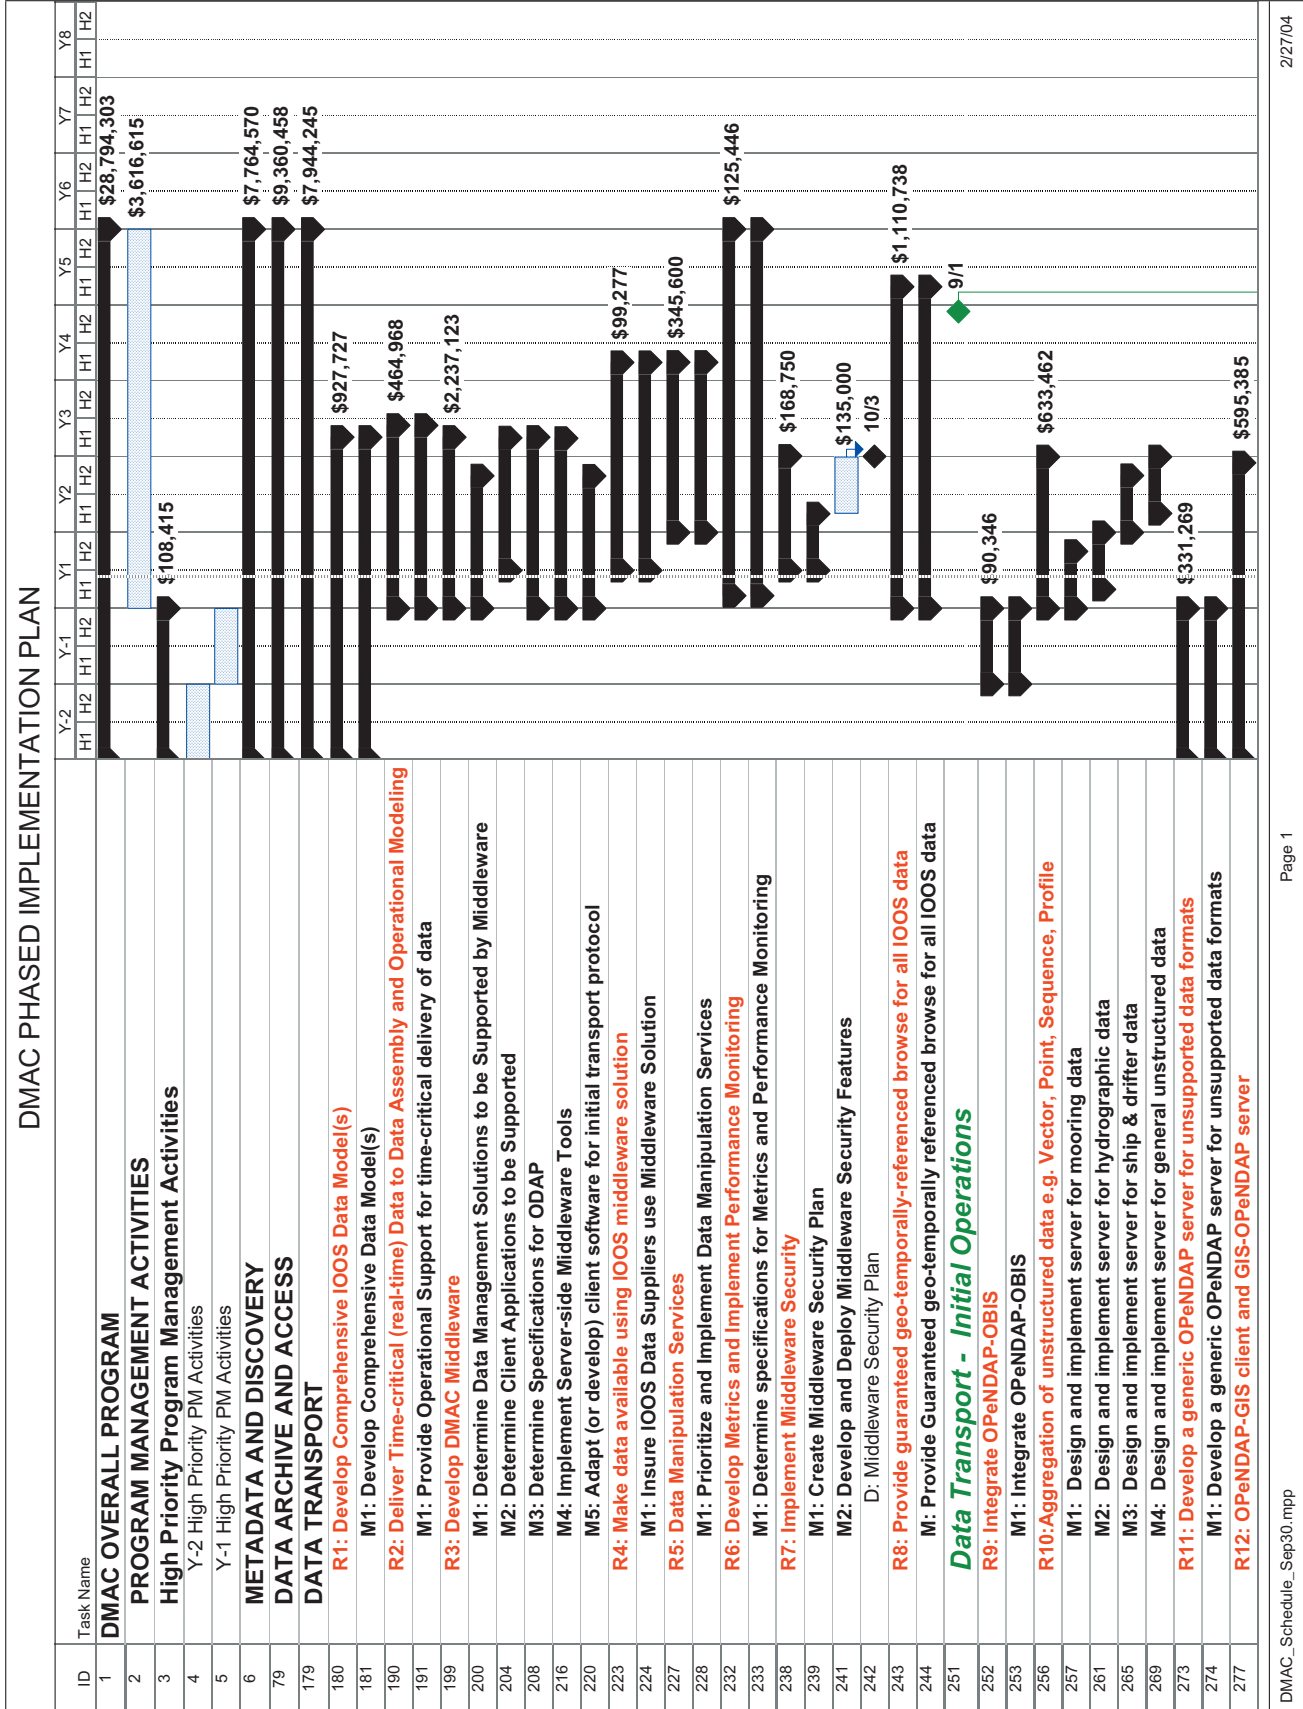 DMAC PHASED IMPLEMENTATION PLAN
Y-2 Y-1 Y1 Y2 Y3 Y4 Y5 Y6 Y7 Y8
ID Task Name H1 H2 H1 H2 H1 H2 H1 H2 H1 H2 H1 H2 H1 H2 H1 H2 H1 H2 H1 H2
1 DMAC OVERALL PROGRAM $28,794,303
2 PROGRAM MANAGEMENT ACTIVITIES $3,616,615
3 High Priority Program Management Activities $108,415
4 Y-2 High Priority PM Activities
5 Y-1 High Priority PM Activities
6 METADATA AND DISCOVERY $7,764,570
79 DATA ARCHIVE AND ACCESS $9,360,458
179 DATA TRANSPORT $7,944,245
180 R1: Develop Comprehensive IOOS Data Model(s) $927,727
181 M1: Develop Comprehensive Data Model(s)
190 R2: Deliver Time-critical (real-time) Data to Data Assembly and Operational Modeling $464,968
191 M1: Provide Operational Support for time-critical delivery of data
199 R3: Develop DMAC Middleware $2,237,123
200 M1: Determine Data Management Solutions to be Supported by Middleware
204 M2: Determine Client Applications to be Supported
208 M3: Determine Specifications for ODAP
216 M4: Implement Server-side Middleware Tools
220 M5: Adapt (or develop) client software for initial transport protocol
223 R4: Make data available using IOOS middleware solution $99,277
224 M1: Insure IOOS Data Suppliers use Middleware Solution
227 R5: Data Manipulation Services $345,600
228 M1: Prioritize and Implement Data Manipulation Services
232 R6: Develop Metrics and Implement Performance Monitoring $125,446
233 M1: Determine specifications for Metrics and Performance Monitoring
238 R7: Implement Middleware Security $168,750
239 M1: Create Middleware Security Plan
241 M2: Develop and Deploy Middleware Security Features $135,000
242 D: Middleware Security Plan 10/3
243 R8: Provide guaranteed geo-temporally-referenced browse for all IOOS data $1,110,738
244 M: Provide Guaranteed geo-temporally referenced browse for all IOOS data
251 Data Transport - Initial Operations 9/1
252 R9: Integrate OPeNDAP-OBIS $90,346
253 M1: Integrate OPeNDAP-OBIS
256 R10:Aggregation of unstructured data e.g. Vector, Point, Sequence, Profile $633,462
257 M1: Design and implement server for mooring data
261 M2: Design and implement server for hydrographic data
265 M3: Design and implement server for ship & drifter data
269 M4: Design and implement server for general unstructured data
273 R11: Develop a generic OPeNDAP server for unsupported data formats $331,269
274 M1: Develop a generic OPeNDAP server for unsupported data formats
277 R12: OPeNDAP-GIS client and GIS-OPeNDAP server $595,385
DMAC_Schedule_Sep30.mpp Page 1 2/27/04